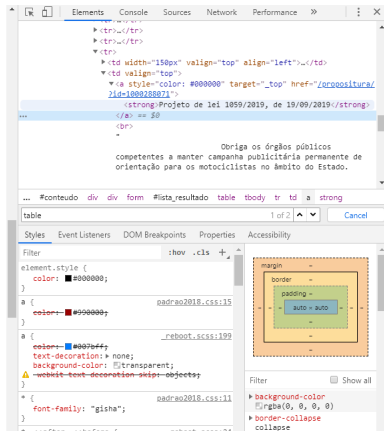 Elements Console Sources Network Performance »
▶<tr>…</tr>
▶<tr>…</tr>
▼<tr>
▶<td width="150px" valign="top" align="left">…</td>
▼<td valign="top">
▼<a style="color: #000000" target="_top" href="/propositura/
?id=1000288071">
<strong>Projeto de lei 1059/2019, de 19/09/2019</strong>
… </a> == $0
<br>
"
Obriga os órgãos públicos
competentes a manter campanha publicitária permanente de
orientação para os motociclistas no âmbito do Estado.
… #conteudo div div form #lista_resultado table tbody tr td a strong
table 1 of 2 Cancel
Styles Event Listeners DOM Breakpoints Properties Accessibility
Filter :hov .cls +
element.style {
color: #000000;
}
a { padrao2018.css:15
color: #990000;
}
a { _reboot.scss:199
color: #007bff;
text-decoration: ▶ none;
background-color: transparent;
-webkit-text-decoration-skip: objects;
}
* { padrao2018.css:11
font-family: "gisha";
}
margin –
border –
padding –
auto × auto
–
–
–
Filter Show all
▶ background-color
rgba(0, 0, 0, 0)
▶ border-collapse
collapse